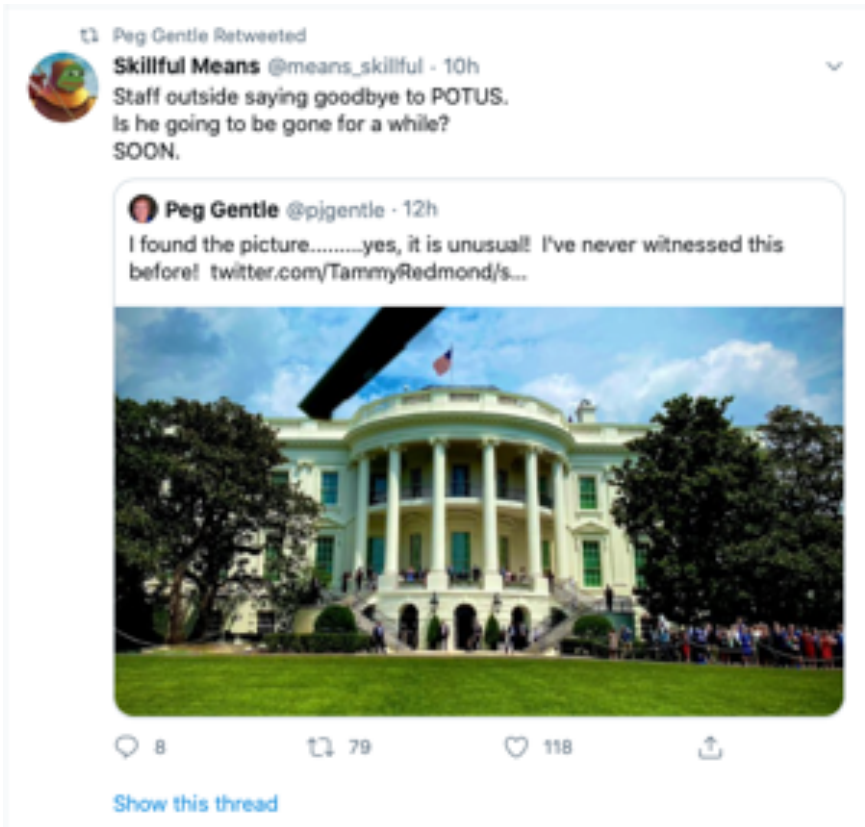 Peg Gentle Retweeted
Skillful Means @means_skillful · 10h
Staff outside saying goodbye to POTUS.
Is he going to be gone for a while?
SOON.
Peg Gentle @pjgentle · 12h
I found the picture.........yes, it is unusual! I've never witnessed this
before! twitter.com/TammyRedmond/s...
8 79 118
Show this thread